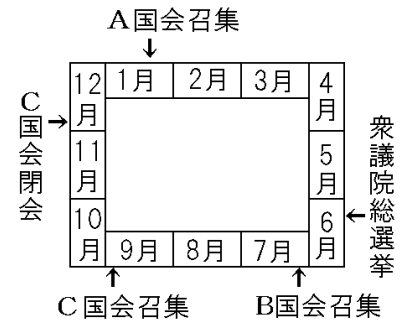 A国会召集
↓
12月 1月 2月 3月 4月
C国会閉会→
11月 5月
衆議院総選挙←
10月 9月 8月 7月 6月
↑ ↑
C国会召集 B国会召集